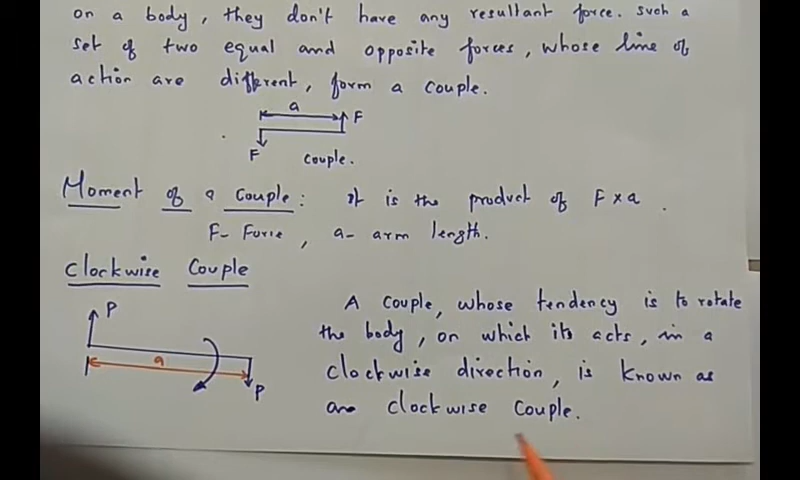 on a body, they don't have any resultant force. such a
set of two equal and opposite forces, whose line of
action are different, form a couple.
a
F
F
couple.
Moment of a couple: it is the product of F x a.
F- Force, a- arm length.
Clockwise Couple
P
a
P
A couple, whose tendency is to rotate
the body, on which its acts, in a
clockwise direction, is known as
a clockwise couple.